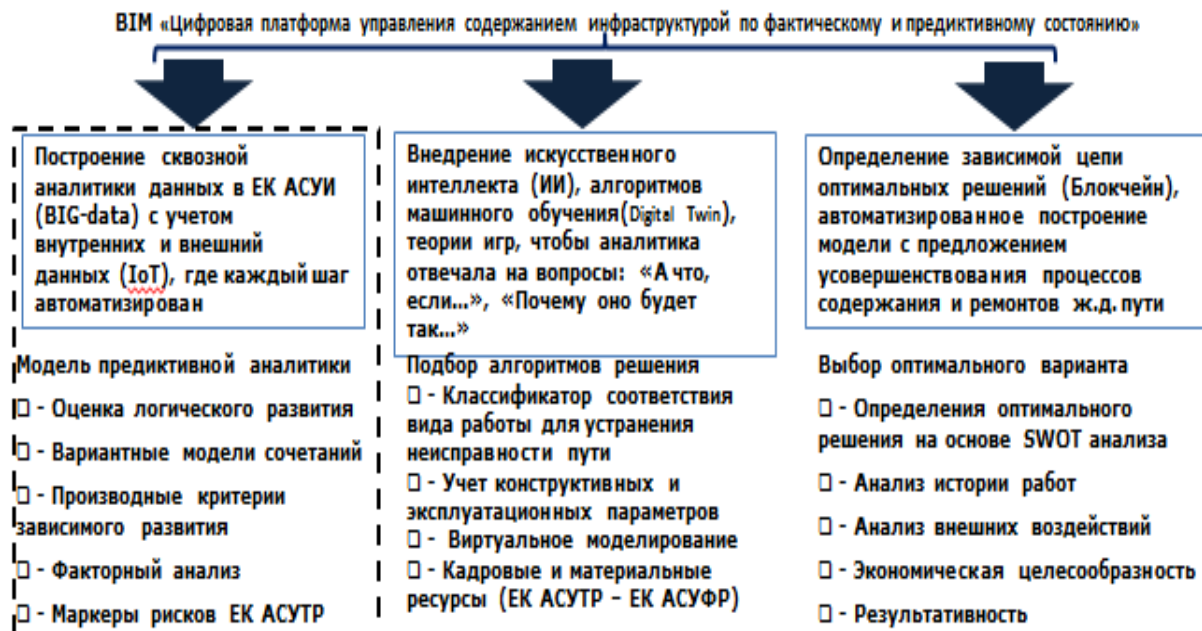 BIM «Цифровая платформа управления содержанием инфраструктурой по фактическому и предиктивному состоянию»
Построение сквозной
аналитики данных в ЕК АСУИ
(BIG-data) с учетом
внутренних и внешний
данных (IoT), где каждый шаг
автоматизирован
Модель предиктивной аналитики
- Оценка логического развития
- Вариантные модели сочетаний
- Производные критерии
зависимого развития
- Факторный анализ
- Маркеры рисков ЕК АСУТР
Внедрение искусственного
интеллекта (ИИ), алгоритмов
машинного обучения(Digital Twin),
теории игр, чтобы аналитика
отвечала на вопросы: «А что,
если...», «Почему оно будет
так...»
Подбор алгоритмов решения
- Классификатор соответствия
вида работы для устранения
неисправности пути
- Учет конструктивных и
эксплуатационных параметров
- Виртуальное моделирование
- Кадровые и материальные
ресурсы (ЕК АСУТР – ЕК АСУФР)
Определение зависимой цепи
оптимальных решений (Блокчейн),
автоматизированное построение
модели с предложением
усовершенствования процессов
содержания и ремонтов ж.д. пути
Выбор оптимального варианта
- Определения оптимального
решения на основе SWOT анализа
- Анализ истории работ
- Анализ внешних воздействий
- Экономическая целесообразность
- Результативность